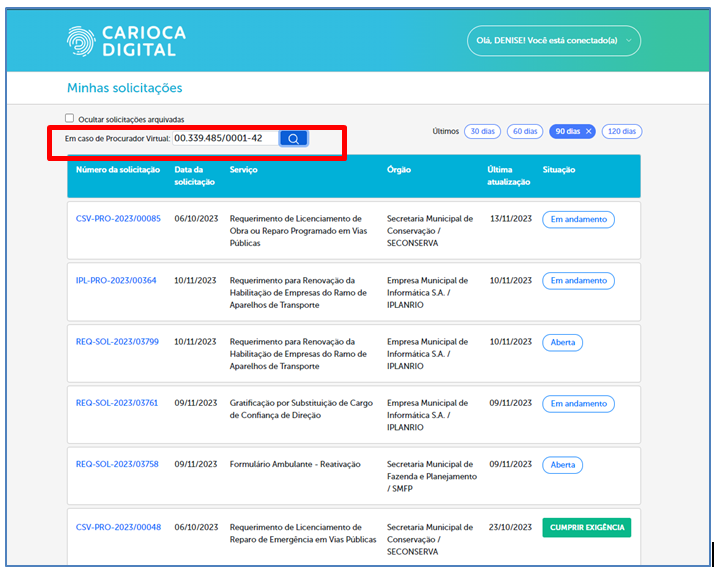 CARIOCA
DIGITAL
Olá, DENISE! Você está conectado(a)
Minhas solicitações
Ocultar solicitações arquivadas
Em caso de Procurador Virtual: 00.339.485/0001-42
Últimos 30 dias 60 dias 90 dias X 120 dias
Número da solicitação Data da solicitação Serviço Órgão Última atualização Situação
CSV-PRO-2023/00085 06/10/2023 Requerimento de Licenciamento de Secretaria Municipal de 13/11/2023 Em andamento
Obra ou Reparo Programado em Vias Conservação /
Públicas SECONSERVA
IPL-PRO-2023/00364 10/11/2023 Requerimento para Renovação da Empresa Municipal de 10/11/2023 Em andamento
Habilitação de Empresas do Ramo de Informática S.A. /
Aparelhos de Transporte IPLANRIO
REQ-SOL-2023/03799 10/11/2023 Requerimento para Renovação da Empresa Municipal de 10/11/2023 Aberta
Habilitação de Empresas do Ramo de Informática S.A. /
Aparelhos de Transporte IPLANRIO
REQ-SOL-2023/03761 09/11/2023 Gratificação por Substituição de Cargo Empresa Municipal de 09/11/2023 Em andamento
de Confiança de Direção Informática S.A. /
IPLANRIO
REQ-SOL-2023/03758 09/11/2023 Formulário Ambulante - Reativação Secretaria Municipal de 09/11/2023 Aberta
Fazenda e Planejamento
/ SMFP
CSV-PRO-2023/00048 06/10/2023 Requerimento de Licenciamento de Secretaria Municipal de 23/10/2023 CUMPRIR EXIGÊNCIA
Reparo de Emergência em Vias Públicas Conservação /
SECONSERVA